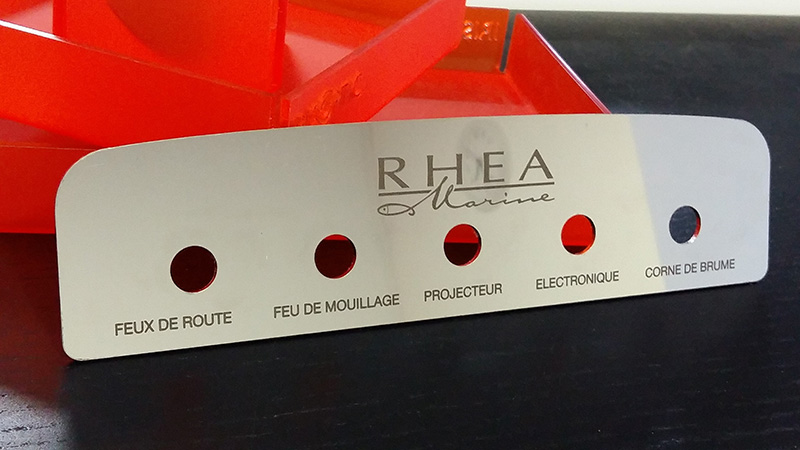 RHEA
Marine
FEUX DE ROUTE
FEU DE MOUILLAGE
PROJECTEUR
ELECTRONIQUE
CORNE DE BRUME